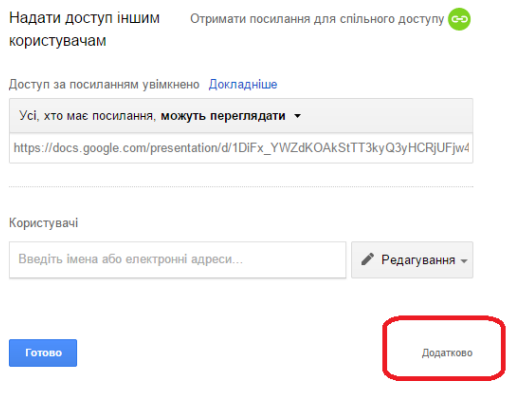 Надати доступ іншим
користувачам
Отримати посилання для спільного доступу
Доступ за посиланням увімкнено Докладніше
Усі, хто має посилання, можуть переглядати
https://docs.google.com/presentation/d/1DiFx_YWZdKOAkStTT3kyQ3yHCRjUFjw4
Користувачі
Введіть імена або електронні адреси...
Редагування
Готово
Додатково